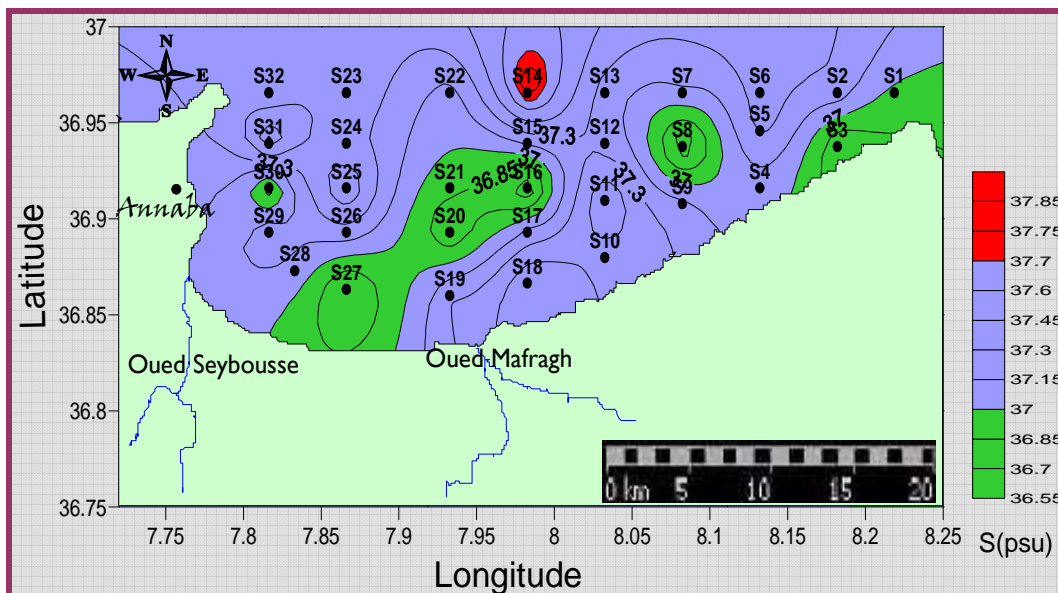 37
36.95
36.9
36.85
36.8
36.75
Latitude
N
W E
S
S32 S23 S22 S14 S13 S7 S6 S2 S1
S31 S24 S15 37.3 S12 S8 S5 37 S3
37.3
S30 S25 S21 36.85 37 S16 S11 37.3 37 S9 S4
Annaba
S29 S26 S20 S17 S10
S28 S27 S19 S18
Oued Seybousse
Oued Mafragh
0 km 5 10 15 20
7.75 7.8 7.85 7.9 7.95 8 8.05 8.1 8.15 8.2 8.25
Longitude
37.85
37.75
37.7
37.6
37.45
37.3
37.15
37
36.85
36.7
36.55
S(psu)